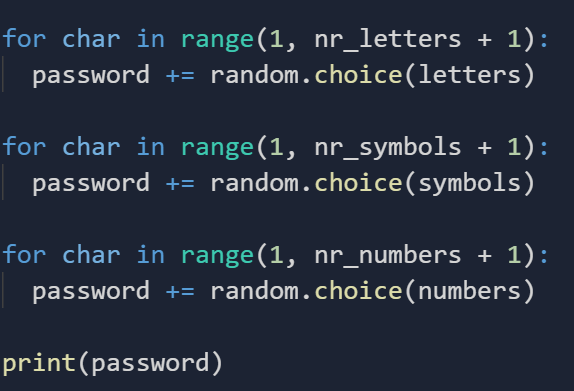 for char in range(1, nr_letters + 1):
  password += random.choice(letters)
for char in range(1, nr_symbols + 1):
  password += random.choice(symbols)
for char in range(1, nr_numbers + 1):
  password += random.choice(numbers)
print(password)